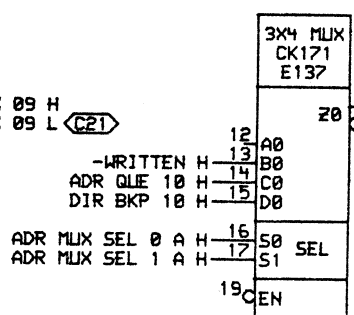 3X4 MUX
CK171
E137
09 H
09 L C21
Z0
12 A0
-WRITTEN H 13 B0
ADR QUE 10 H 14 C0
DIR BKP 10 H 15 D0
ADR MUX SEL 0 A H 16 S0 SEL
ADR MUX SEL 1 A H 17 S1
19 EN